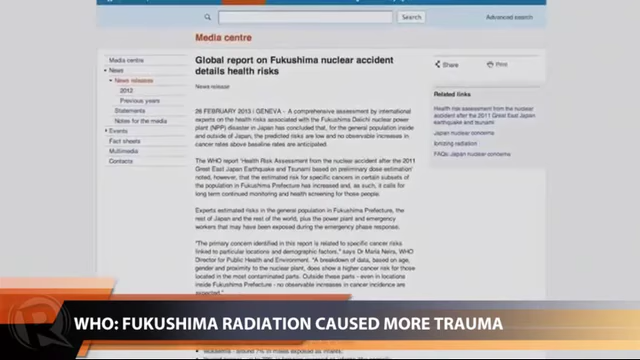 Search
Advanced search
Media centre
Media centre
News
News releases
2012
Previous years
Statements
Notes for the media
Events
Fact sheets
Multimedia
Contacts
Global report on Fukushima nuclear accident
details health risks
News release
28 FEBRUARY 2013 | GENEVA - A comprehensive assessment by international
experts on the health risks associated with the Fukushima Daiichi nuclear power
plant (NPP) disaster in Japan has concluded that, for the general population inside
and outside of Japan, the predicted risks are low and no observable increases in
cancer rates above baseline rates are anticipated.
The WHO report 'Health Risk Assessment from the nuclear accident after the 2011
Great East Japan Earthquake and Tsunami based on preliminary dose estimation'
noted, however, that the estimated risk for specific cancers in certain subsets of
the population in Fukushima Prefecture has increased and, as such, it calls for
long term continued monitoring and health screening for those people.
Experts estimated risks in the general population in Fukushima Prefecture, the
rest of Japan and the rest of the world, plus the power plant and emergency
workers that may have been exposed during the emergency phase response.
"The primary concern identified in this report is related to specific cancer risks
linked to particular locations and demographic factors," says Dr Maria Neira, WHO
Director for Public Health and Environment. "A breakdown of data, based on age,
gender and proximity to the nuclear plant, does show a higher cancer risk for those
located in the most contaminated parts. Outside these parts - even in locations
inside Fukushima Prefecture - no observable increases in cancer incidence are
expected."
Share
Print
Related links
Health risk assessment from the nuclear
accident after the 2011 Great East Japan
earthquake and tsunami
Japan nuclear concerns
Ionizing radiation
FAQs: Japan nuclear concerns
R
WHO: FUKUSHIMA RADIATION CAUSED MORE TRAUMA
leukaemia - around 7% in males exposed as infants;